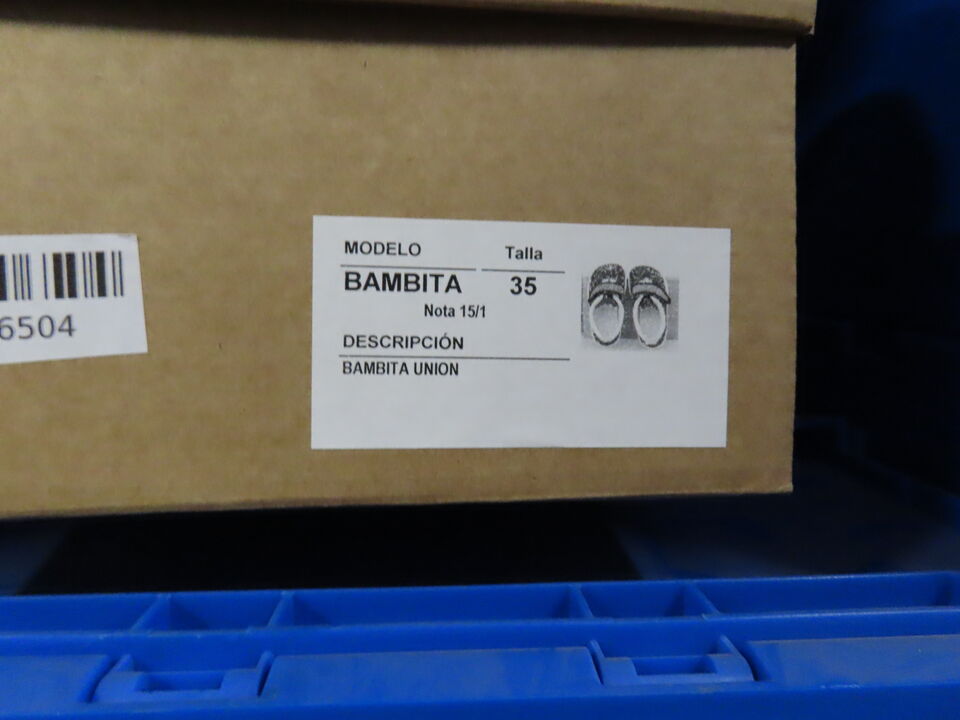 6504
MODELO Talla
BAMBITA 35
Nota 15/1
DESCRIPCIÓN
BAMBITA UNION